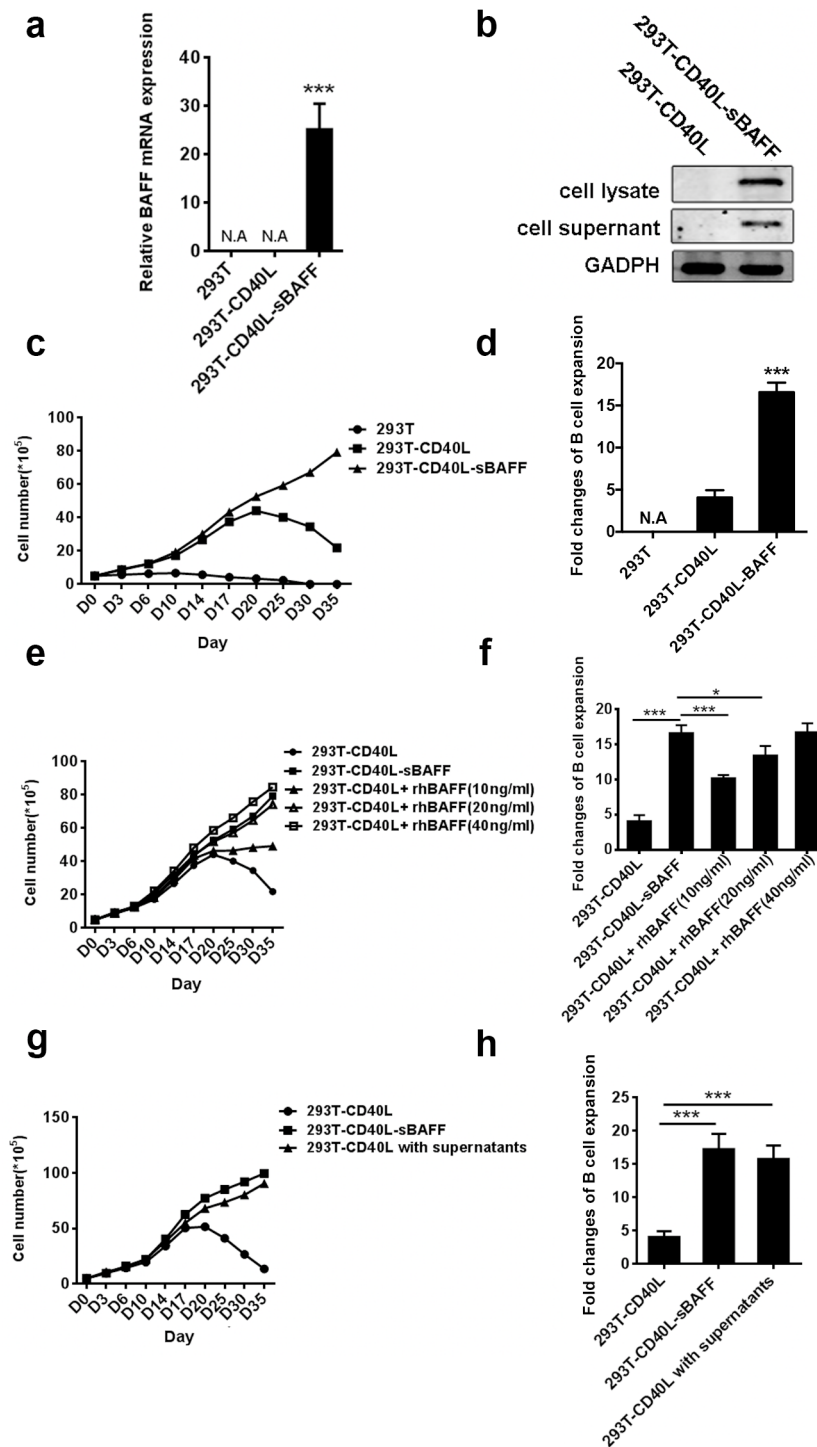 a
Relative BAFF mRNA expression
40
30
20
10
0
***
N.A
N.A
293T
293T-CD40L
293T-CD40L-sBAFF
b
293T-CD40L
293T-CD40L-sBAFF
cell lysate
cell supernant
GADPH
c
Cell number(*10⁵)
100
80
60
40
20
0
D0
D3
D6
D10
D14
D17
D20
D25
D30
D35
Day
293T
293T-CD40L
293T-CD40L-sBAFF
d
Fold changes of B cell expansion
20
15
10
5
0
N.A
***
293T
293T-CD40L
293T-CD40L-BAFF
e
Cell number(*10⁵)
100
80
60
40
20
0
D0
D3
D6
D10
D14
D17
D20
D25
D30
D35
Day
293T-CD40L
293T-CD40L-sBAFF
293T-CD40L+ rhBAFF(10ng/ml)
293T-CD40L+ rhBAFF(20ng/ml)
293T-CD40L+ rhBAFF(40ng/ml)
f
Fold changes of B cell expansion
20
15
10
5
0
***
***
*
293T-CD40L
293T-CD40L-sBAFF
293T-CD40L+ rhBAFF(10ng/ml)
293T-CD40L+ rhBAFF(20ng/ml)
293T-CD40L+ rhBAFF(40ng/ml)
g
Cell number(*10⁵)
150
100
50
0
D0
D3
D6
D10
D14
D17
D20
D25
D30
D35
Day
293T-CD40L
293T-CD40L-sBAFF
293T-CD40L with supernatants
h
Fold changes of B cell expansion
25
20
15
10
5
0
***
***
293T-CD40L
293T-CD40L-sBAFF
293T-CD40L with supernatants